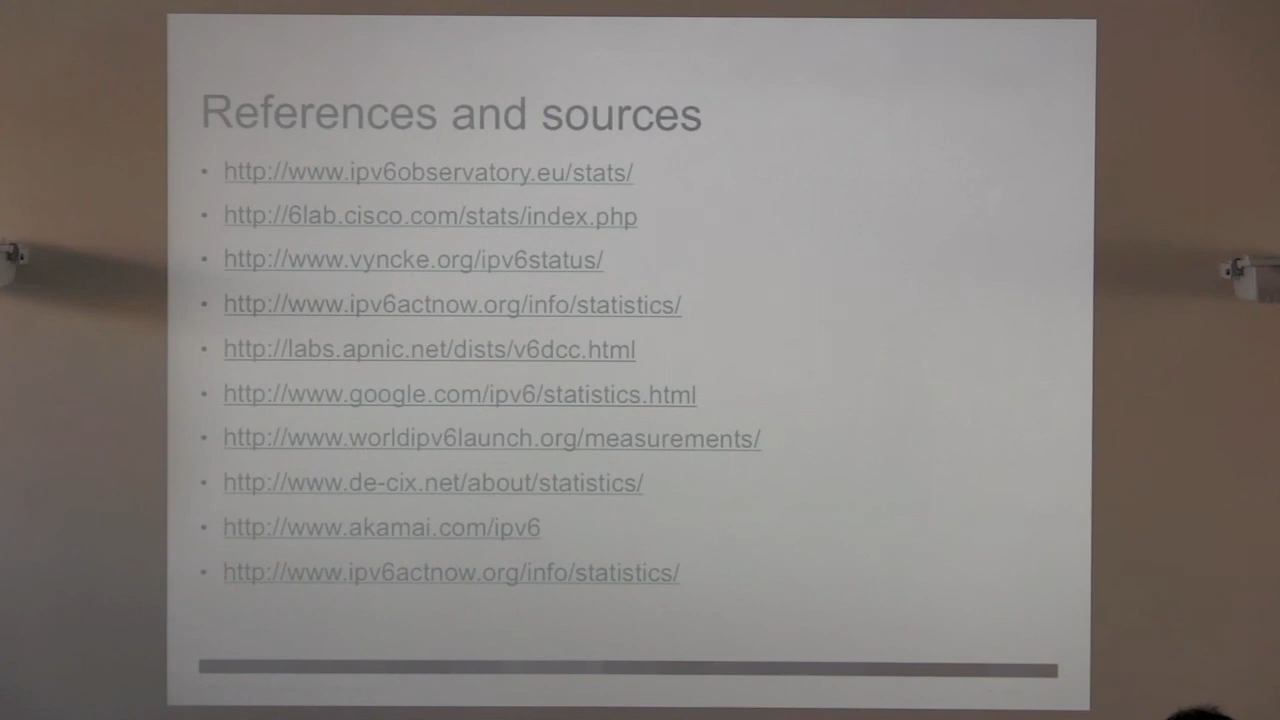 References and sources
• http://www.ipv6observatory.eu/stats/
• http://6lab.cisco.com/stats/index.php
• http://www.vyncke.org/ipv6status/
• http://www.ipv6actnow.org/info/statistics/
• http://labs.apnic.net/dists/v6dcc.html
• http://www.google.com/ipv6/statistics.html
• http://www.worldipv6launch.org/measurements/
• http://www.de-cix.net/about/statistics/
• http://www.akamai.com/ipv6
• http://www.ipv6actnow.org/info/statistics/